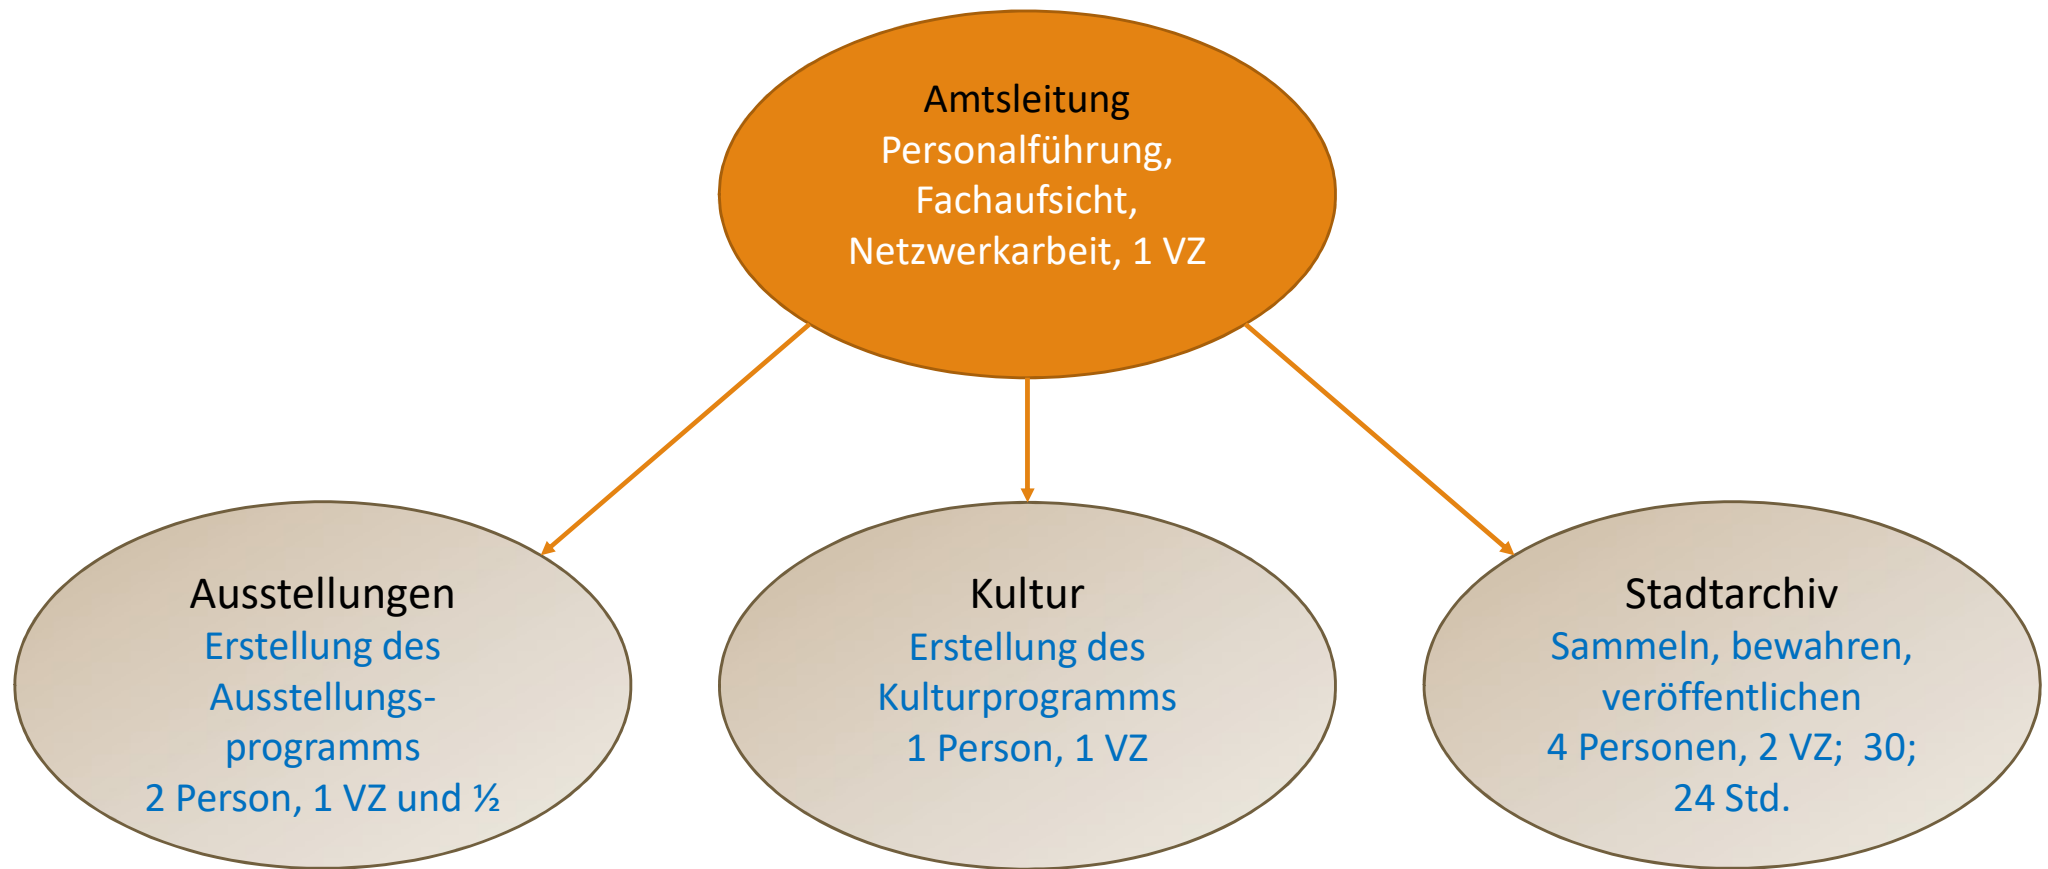 Amtsleitung
Personalführung,
Fachaufsicht,
Netzwerkarbeit, 1 VZ
Ausstellungen
Erstellung des
Ausstellungs-
programms
2 Person, 1 VZ und ½
Kultur
Erstellung des
Kulturprogramms
1 Person, 1 VZ
Stadtarchiv
Sammeln, bewahren,
veröffentlichen
4 Personen, 2 VZ;  30;
24 Std.